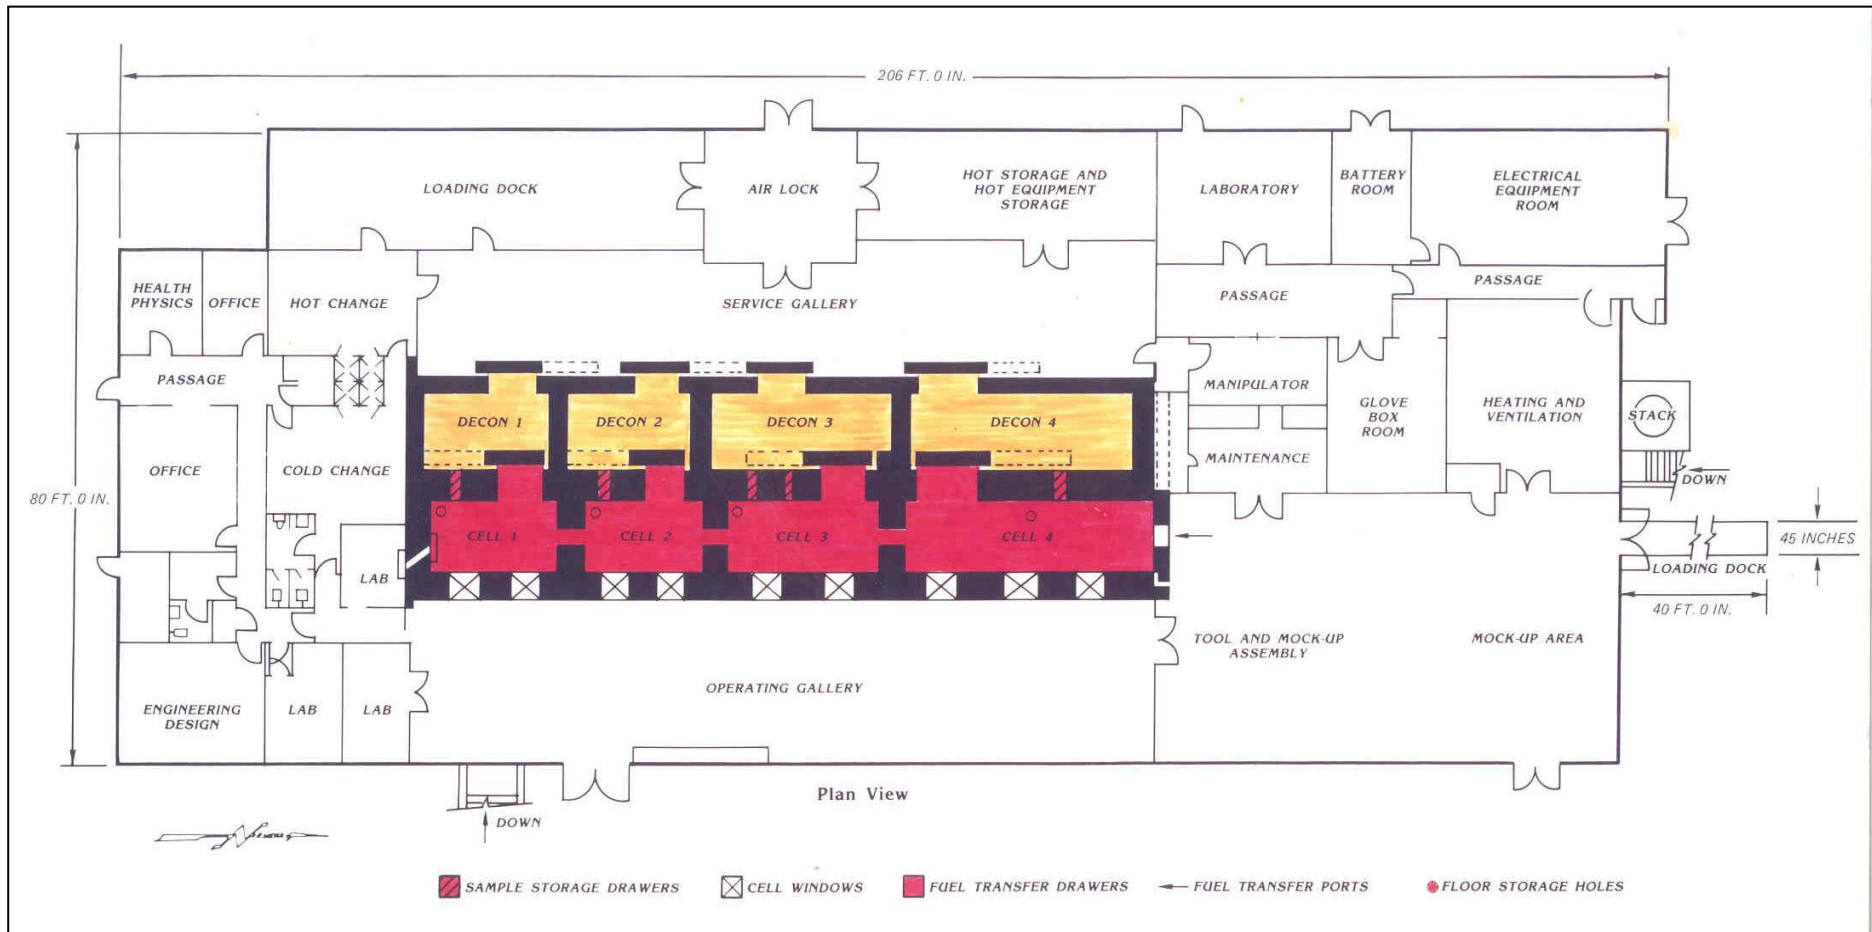 206 FT. 0 IN.
LOADING DOCK
AIR LOCK
HOT STORAGE AND
HOT EQUIPMENT
STORAGE
LABORATORY
BATTERY
ROOM
ELECTRICAL
EQUIPMENT
ROOM
HEALTH
PHYSICS
OFFICE
HOT CHANGE
SERVICE GALLERY
PASSAGE
PASSAGE
PASSAGE
MANIPULATOR
MAINTENANCE
GLOVE
BOX
ROOM
HEATING AND
VENTILATION
STACK
DOWN
DECON 1
DECON 2
DECON 3
DECON 4
OFFICE
COLD CHANGE
80 FT. 0 IN.
CELL 1
CELL 2
CELL 3
CELL 4
45 INCHES
LOADING DOCK
40 FT. 0 IN.
LAB
TOOL AND MOCK-UP
ASSEMBLY
MOCK-UP AREA
OPERATING GALLERY
ENGINEERING
DESIGN
LAB
LAB
Plan View
DOWN
SAMPLE STORAGE DRAWERS
CELL WINDOWS
FUEL TRANSFER DRAWERS
FUEL TRANSFER PORTS
FLOOR STORAGE HOLES